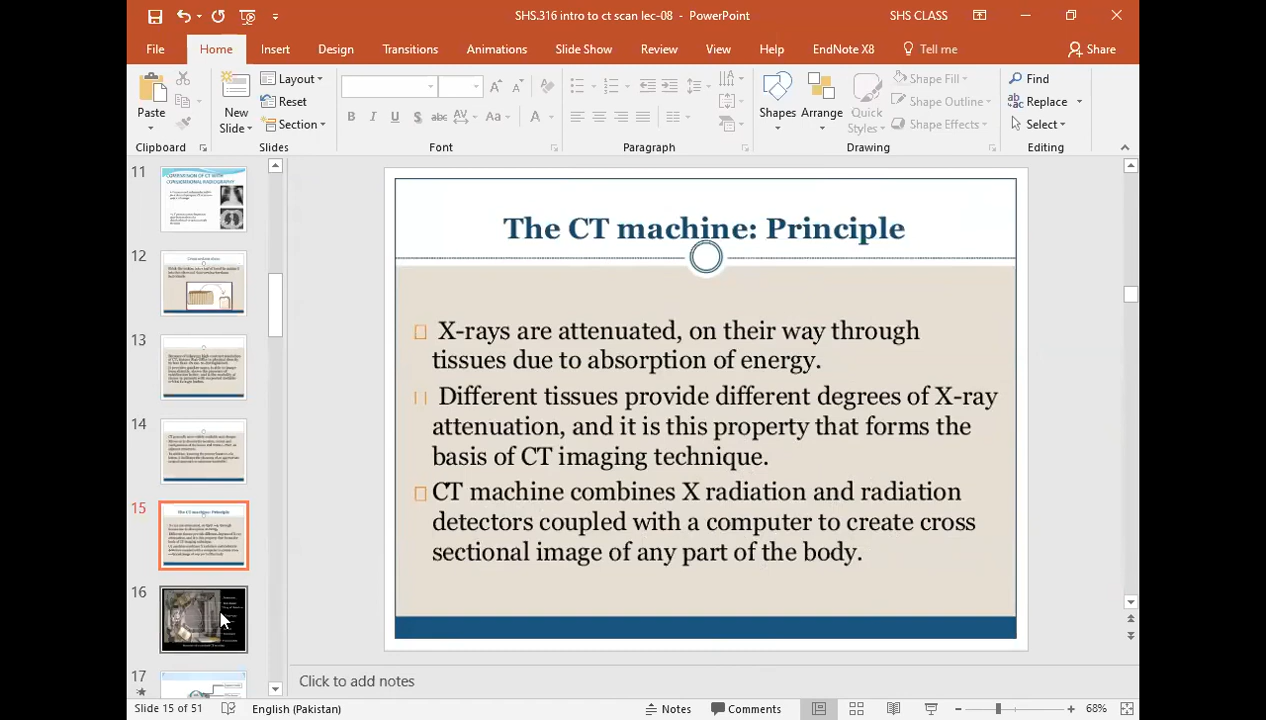 SHS.316 intro to ct scan lec-08 - PowerPoint
SHS CLASS
File Home Insert Design Transitions Animations Slide Show Review View Help EndNote X8 Tell me Share
Paste
New Slide
Layout
Reset
Section
Shapes
Arrange
Quick Styles
Shape Fill
Shape Outline
Shape Effects
Find
Replace
Select
Clipboard Slides Font Paragraph Drawing Editing
11
12
13
14
15
16
17
The CT machine: Principle
X-rays are attenuated, on their way through
tissues due to absorption of energy.
Different tissues provide different degrees of X-ray
attenuation, and it is this property that forms the
basis of CT imaging technique.
CT machine combines X radiation and radiation
detectors coupled with a computer to create cross
sectional image of any part of the body.
Click to add notes
Slide 15 of 51 English (Pakistan) Notes Comments 68%